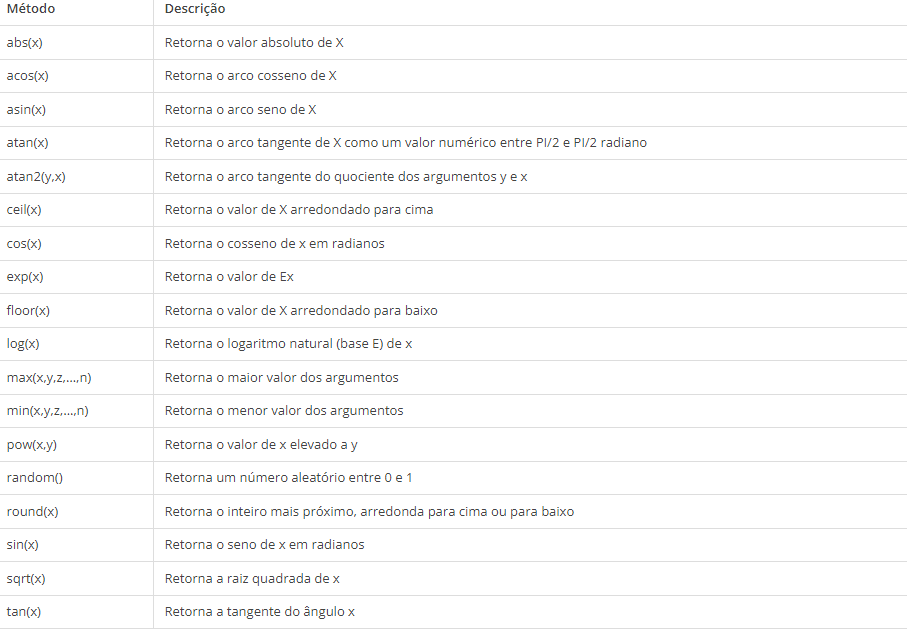 Método Descrição
abs(x) Retorna o valor absoluto de X
acos(x) Retorna o arco cosseno de X
asin(x) Retorna o arco seno de X
atan(x) Retorna o arco tangente de X como um valor numérico entre PI/2 e PI/2 radiano
atan2(y,x) Retorna o arco tangente do quociente dos argumentos y e x
ceil(x) Retorna o valor de X arredondado para cima
cos(x) Retorna o cosseno de x em radianos
exp(x) Retorna o valor de Ex
floor(x) Retorna o valor de X arredondado para baixo
log(x) Retorna o logaritmo natural (base E) de x
max(x,y,z,...,n) Retorna o maior valor dos argumentos
min(x,y,z,...,n) Retorna o menor valor dos argumentos
pow(x,y) Retorna o valor de x elevado a y
random() Retorna um número aleatório entre 0 e 1
round(x) Retorna o inteiro mais próximo, arredonda para cima ou para baixo
sin(x) Retorna o seno de x em radianos
sqrt(x) Retorna a raiz quadrada de x
tan(x) Retorna a tangente do ângulo x